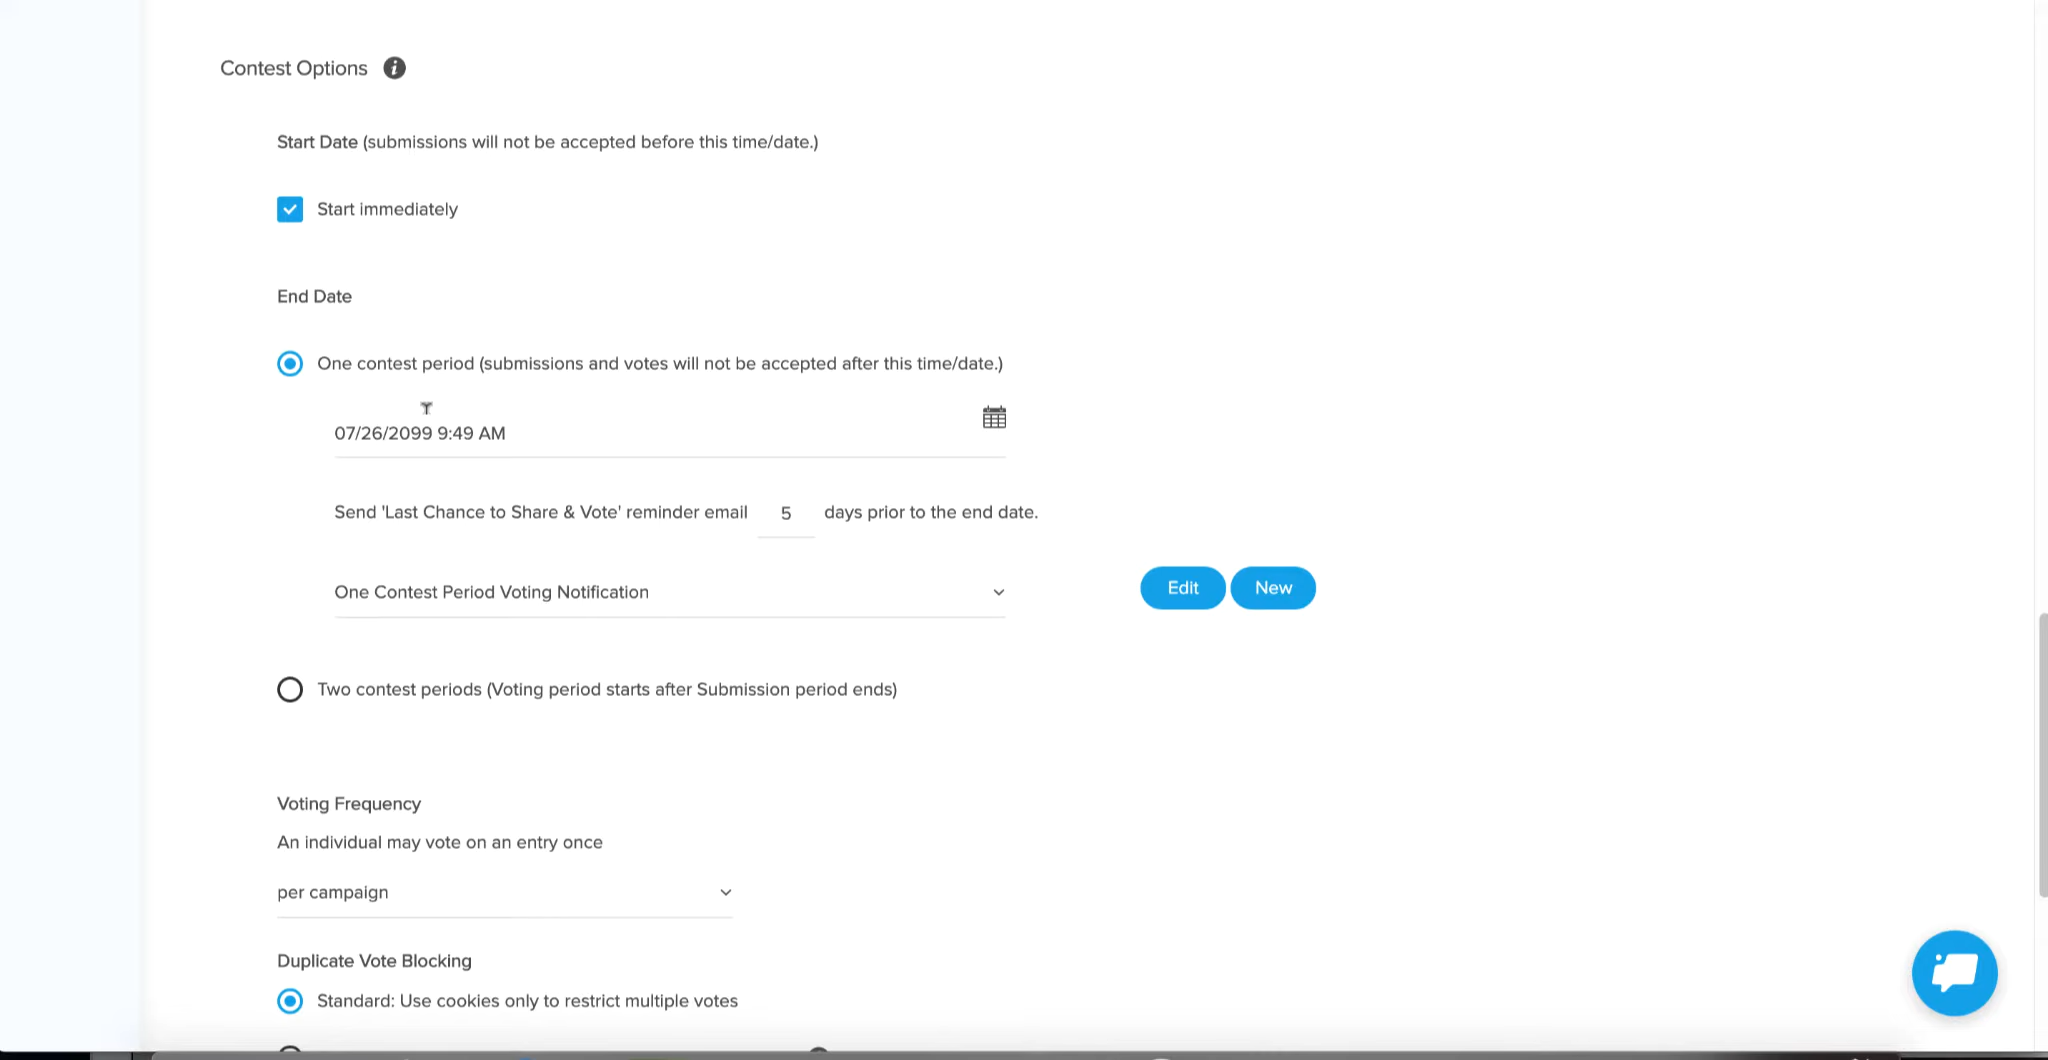 Contest Options
Start Date (submissions will not be accepted before this time/date.)
Start immediately
End Date
One contest period (submissions and votes will not be accepted after this time/date.)
07/26/2099 9:49 AM
Send 'Last Chance to Share & Vote' reminder email 5 days prior to the end date.
One Contest Period Voting Notification
Edit New
Two contest periods (Voting period starts after Submission period ends)
Voting Frequency
An individual may vote on an entry once
per campaign
Duplicate Vote Blocking
Standard: Use cookies only to restrict multiple votes